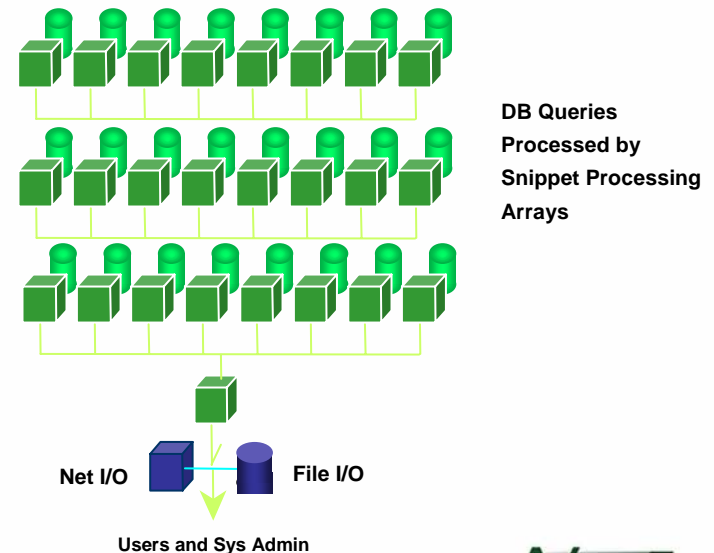 DB Queries
Processed by
Snippet Processing
Arrays
Net I/O
File I/O
Users and Sys Admin